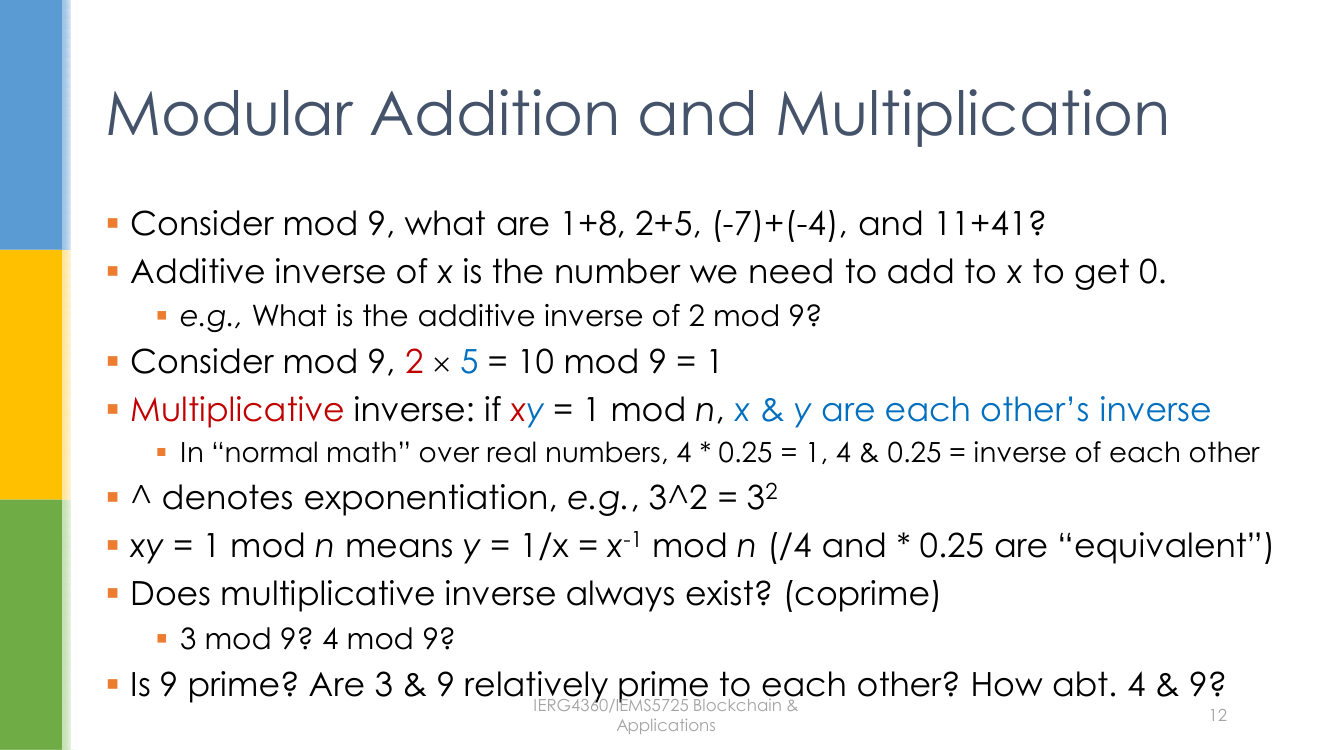 Modular Addition and Multiplication
▪ Consider mod 9, what are 1+8, 2+5, (-7)+(-4), and 11+41?
▪ Additive inverse of x is the number we need to add to x to get 0.
▪ e.g., What is the additive inverse of 2 mod 9?
▪ Consider mod 9, 2 × 5 = 10 mod 9 = 1
▪ Multiplicative inverse: if xy = 1 mod n, x & y are each other’s inverse
▪ In “normal math” over real numbers, 4 * 0.25 = 1, 4 & 0.25 = inverse of each other
▪ ^ denotes exponentiation, e.g., 3^2 = 3²
▪ xy = 1 mod n means y = 1/x = x⁻¹ mod n (/4 and * 0.25 are “equivalent”)
▪ Does multiplicative inverse always exist? (coprime)
▪ 3 mod 9? 4 mod 9?
▪ Is 9 prime? Are 3 & 9 relatively prime to each other? How abt. 4 & 9?
IERG4360/IEMS5725 Blockchain &
Applications
12